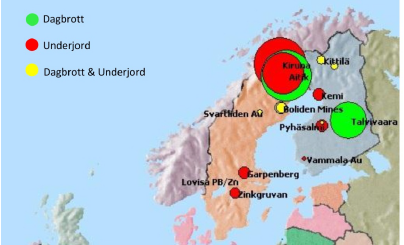 Dagbrott
Underjord
Dagbrott & Underjord
Kiruna
Kittilä
Aitik
Kemi
Boliden Mines
Svartliden Au
Talvivaara
Pyhäsalmi
Vammala Au
Garpenberg
Lovisa PB/Zn
Zinkgruvan